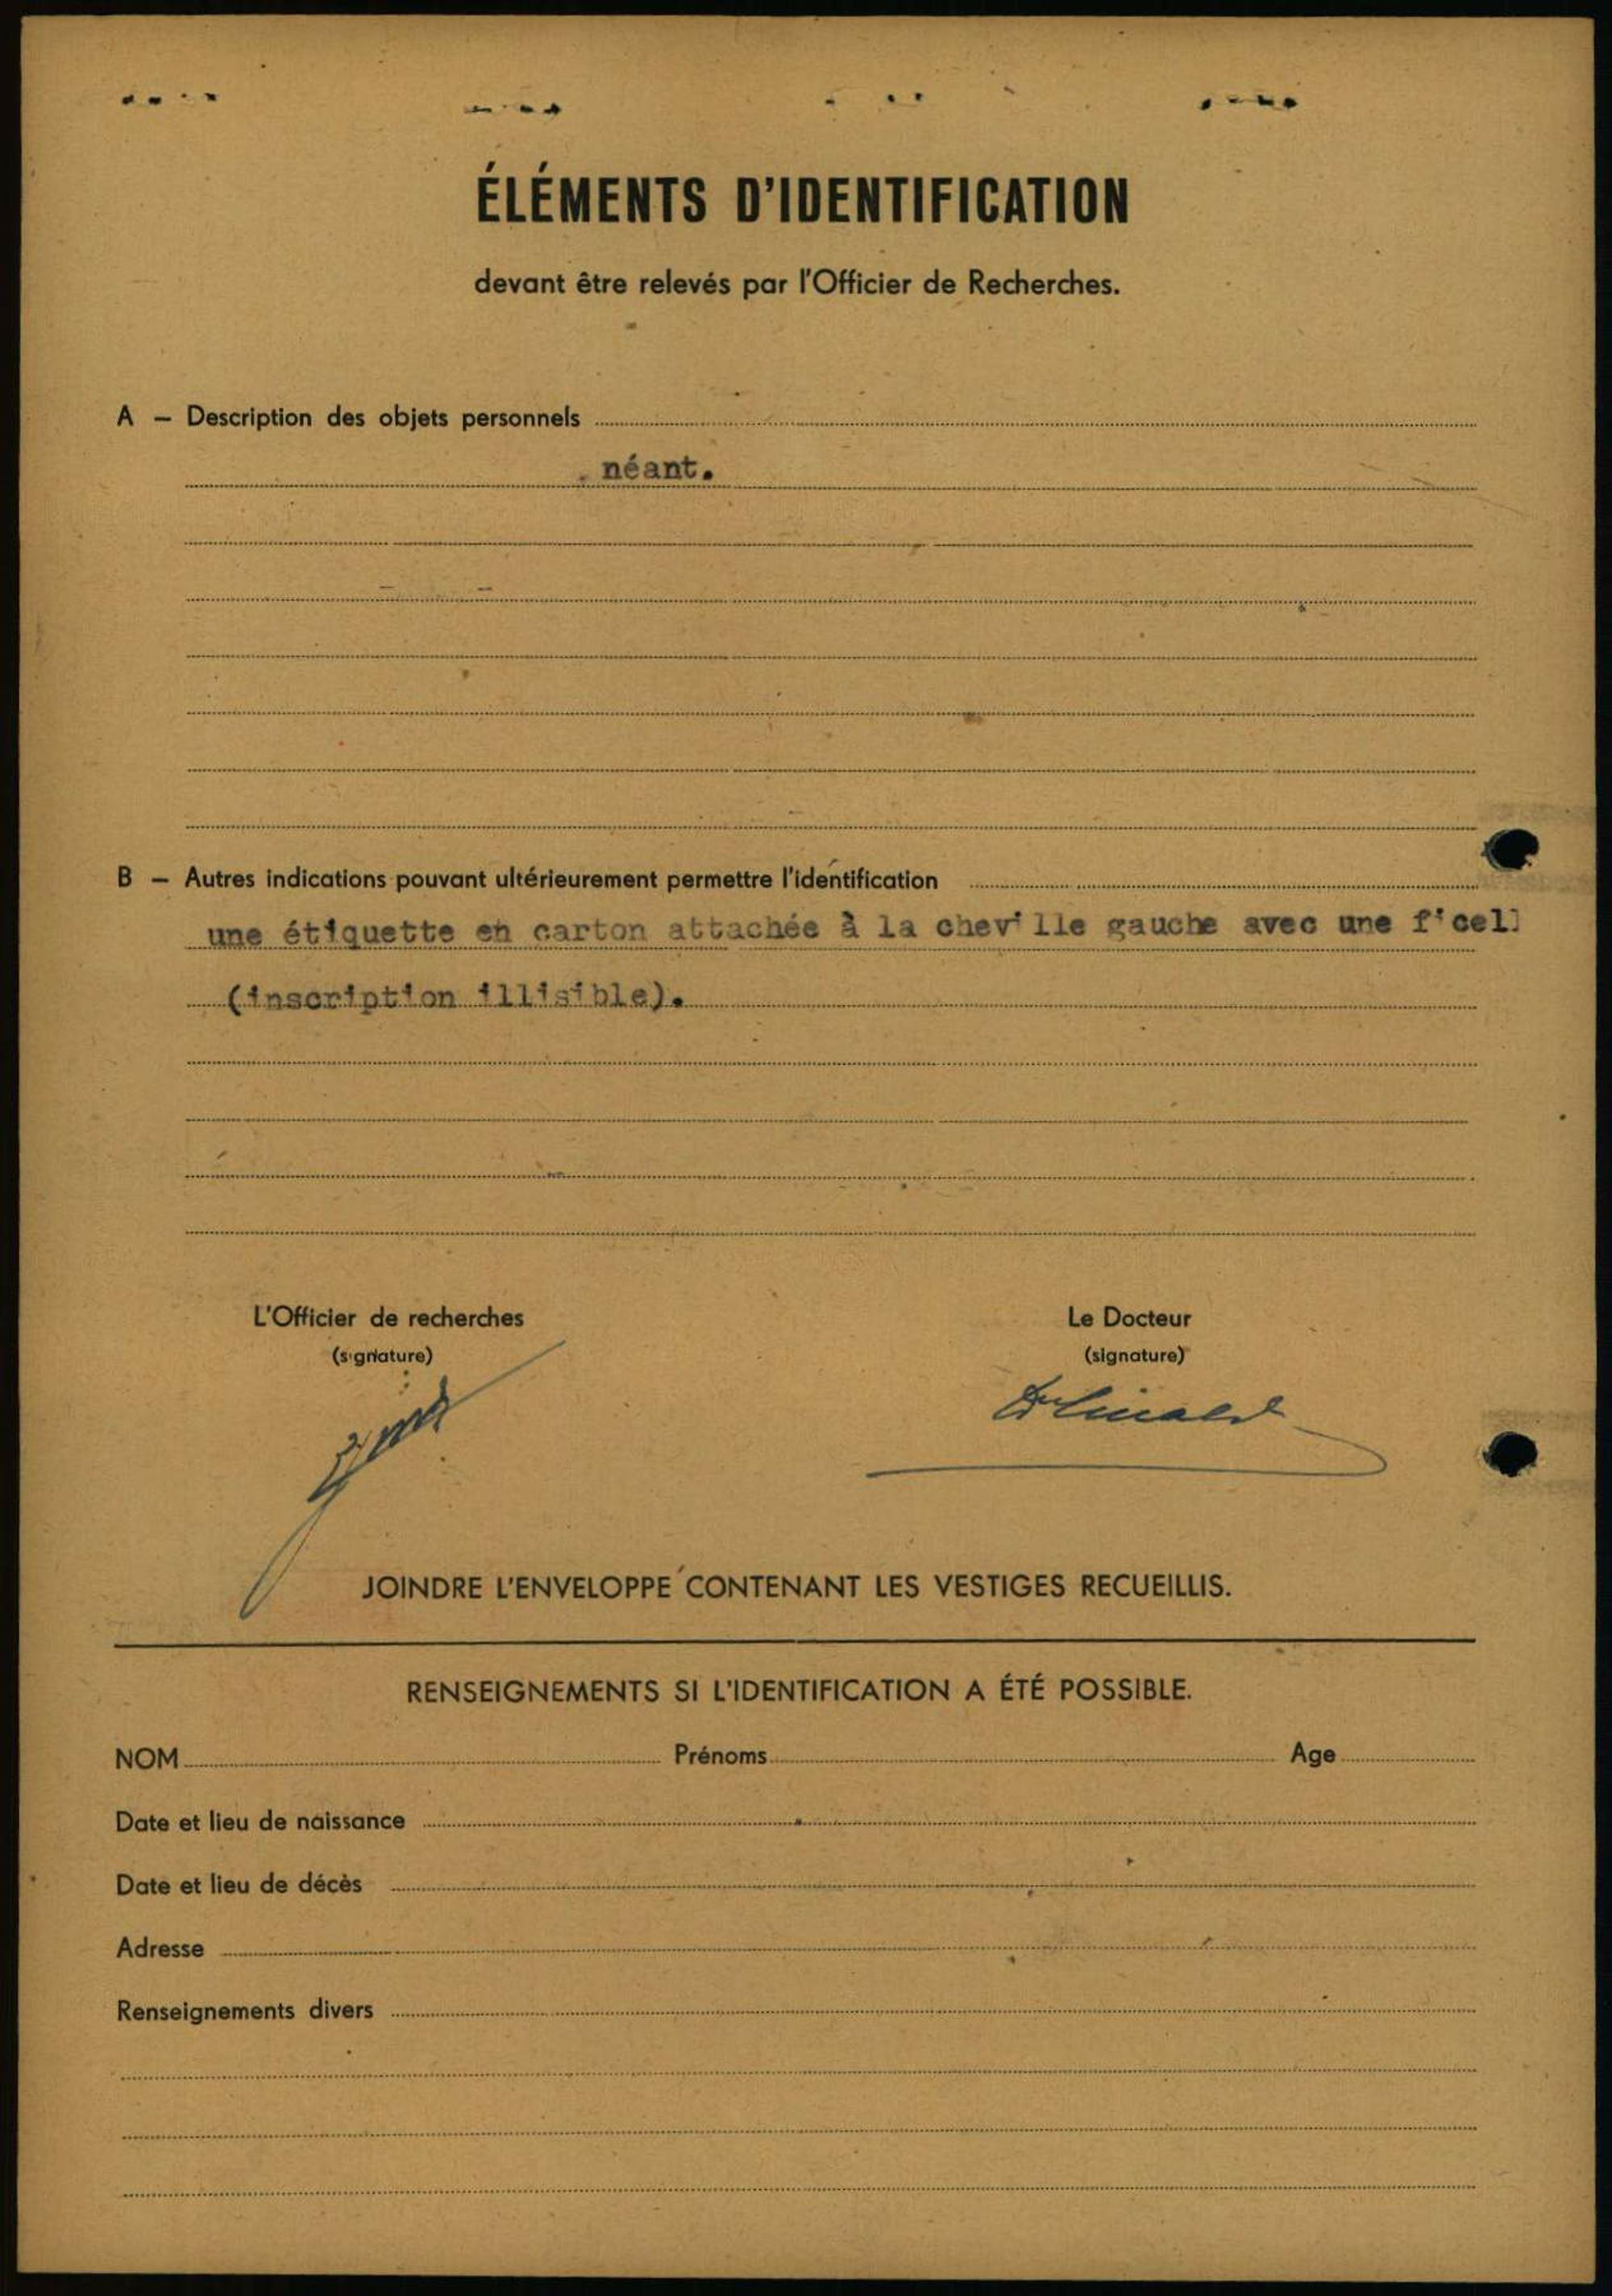 ÉLÉMENTS D'IDENTIFICATION
devant être relevés par l'Officier de Recherches.
A — Description des objets personnels
néant.
B — Autres indications pouvant ultérieurement permettre l'identification
une étiquette en carton attachée à la cheville gauche avec une ficell
(inscription illisible).
L'Officier de recherches
Le Docteur
(signature)
(signature)
JOINDRE L'ENVELOPPE CONTENANT LES VESTIGES RECUEILLIS.
RENSEIGNEMENTS SI L'IDENTIFICATION A ÉTÉ POSSIBLE.
NOM Prénoms Age
Date et lieu de naissance
Date et lieu de décès
Adresse
Renseignements divers